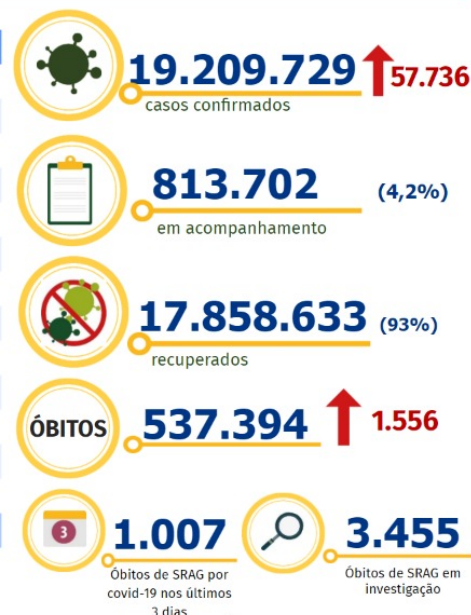 19.209.729 57.736
casos confirmados
813.702 (4,2%)
em acompanhamento
17.858.633 (93%)
recuperados
ÓBITOS 537.394 1.556
3 1.007 3.455
Óbitos de SRAG por
covid-19 nos últimos
3 dias
Óbitos de SRAG em
investigação